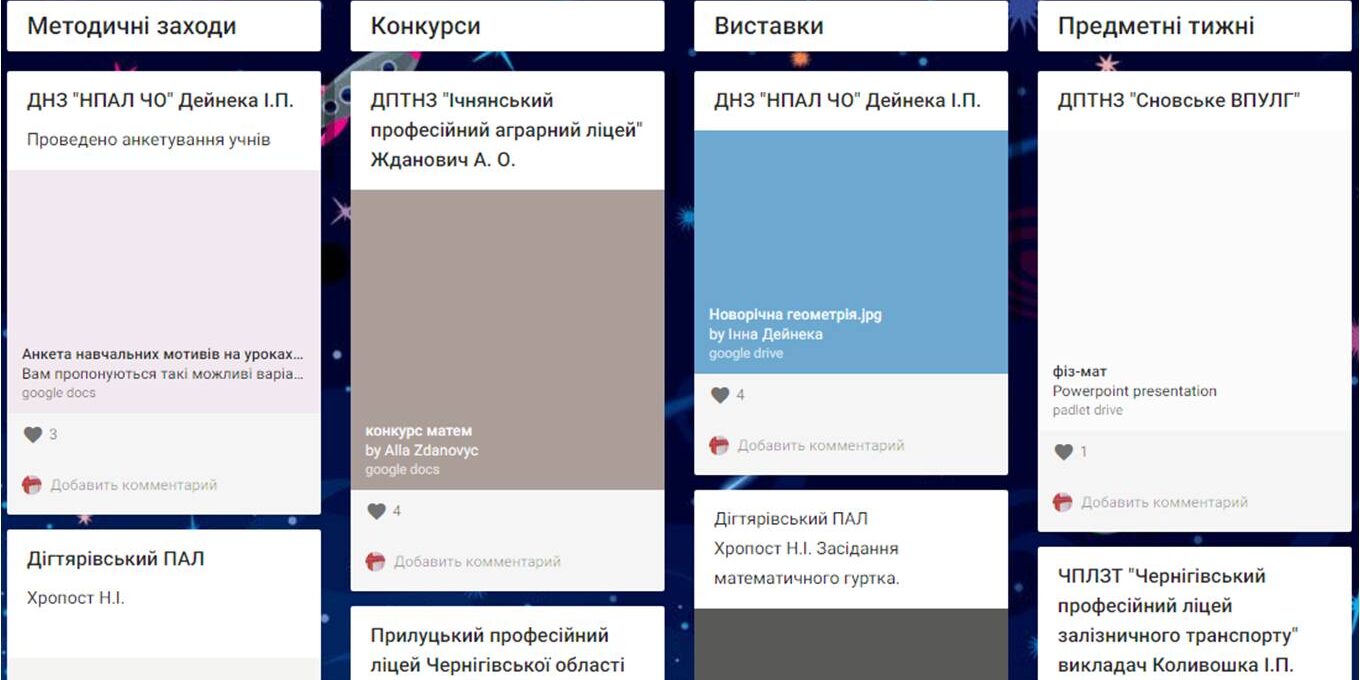 Методичні заходи
ДНЗ "НПАЛ ЧО" Дейнека І.П.
Проведено анкетування учнів
Анкета навчальних мотивів на уроках...
Вам пропонуються такі можливі варіа...
google docs
3
Добавить комментарий
Дігтярівський ПАЛ
Хропост Н.І.
Конкурси
ДПТНЗ "Ічнянський
професійний аграрний ліцей"
Жданович А. О.
конкурс матем
by Alla Zdanovyc
google docs
4
Добавить комментарий
Прилуцький професійний
ліцей Чернігівської області
Виставки
ДНЗ "НПАЛ ЧО" Дейнека І.П.
Новорічна геометрія.jpg
by Інна Дейнека
google drive
4
Добавить комментарий
Дігтярівський ПАЛ
Хропост Н.І. Засідання
математичного гуртка.
Предметні тижні
ДПТНЗ "Сновське ВПУЛГ"
фіз-мат
Powerpoint presentation
padlet drive
1
Добавить комментарий
ЧПЛЗТ "Чернігівський
професійний ліцей
залізничного транспорту"
викладач Коливошка І.П.